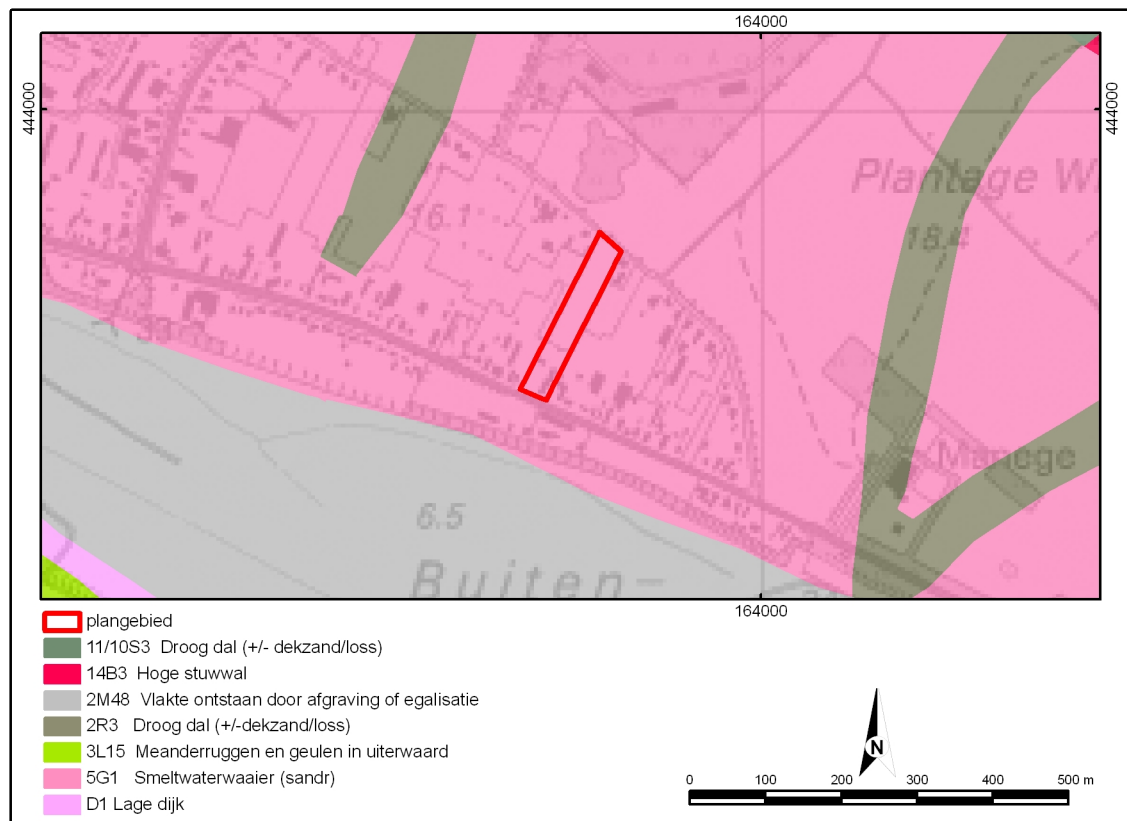 164000
444000
444000
Plantage W
18.4
16.1
Manege
6.5
Buiten-
164000
plangebied
11/10S3 Droog dal (+/- dekzand/loss)
14B3 Hoge stuwwal
2M48 Vlakte ontstaan door afgraving of egalisatie
2R3 Droog dal (+/-dekzand/loss)
3L15 Meanderruggen en geulen in uiterwaard
5G1 Smeltwaterwaaier (sandr)
D1 Lage dijk
N
0 100 200 300 400 500 m